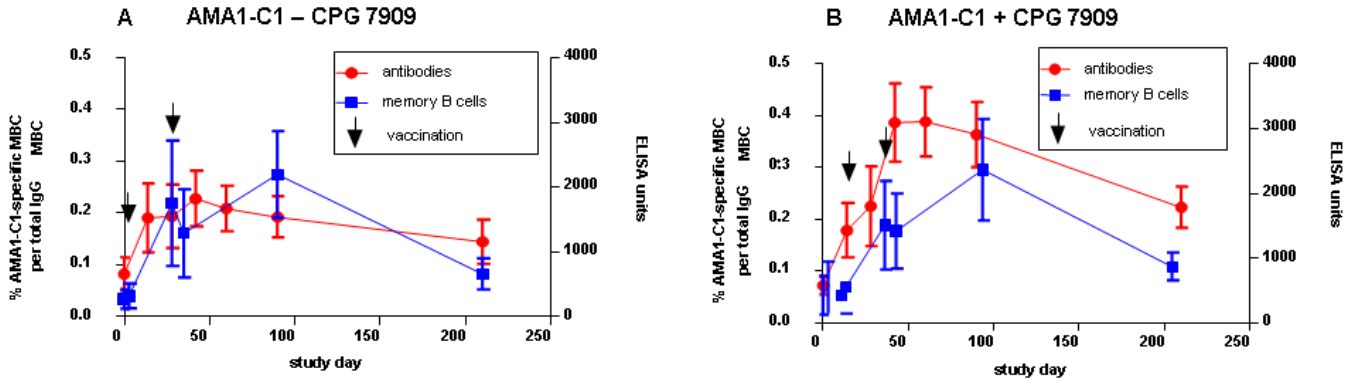 A AMA1-C1 – CPG 7909
0.5
0.4
0.3
0.2
0.1
0.0
% AMA1-C1-specific MBC MBC
per total IgG
4000
3000
2000
1000
0
ELISA units
antibodies
memory B cells
vaccination
0 50 100 150 200 250
study day
B AMA1-C1 + CPG 7909
0.5
0.4
0.3
0.2
0.1
0.0
% AMA1-C1-specific MBC MBC
per total IgG
4000
3000
2000
1000
0
ELISA units
antibodies
memory B cells
vaccination
0 50 100 150 200 250
study day